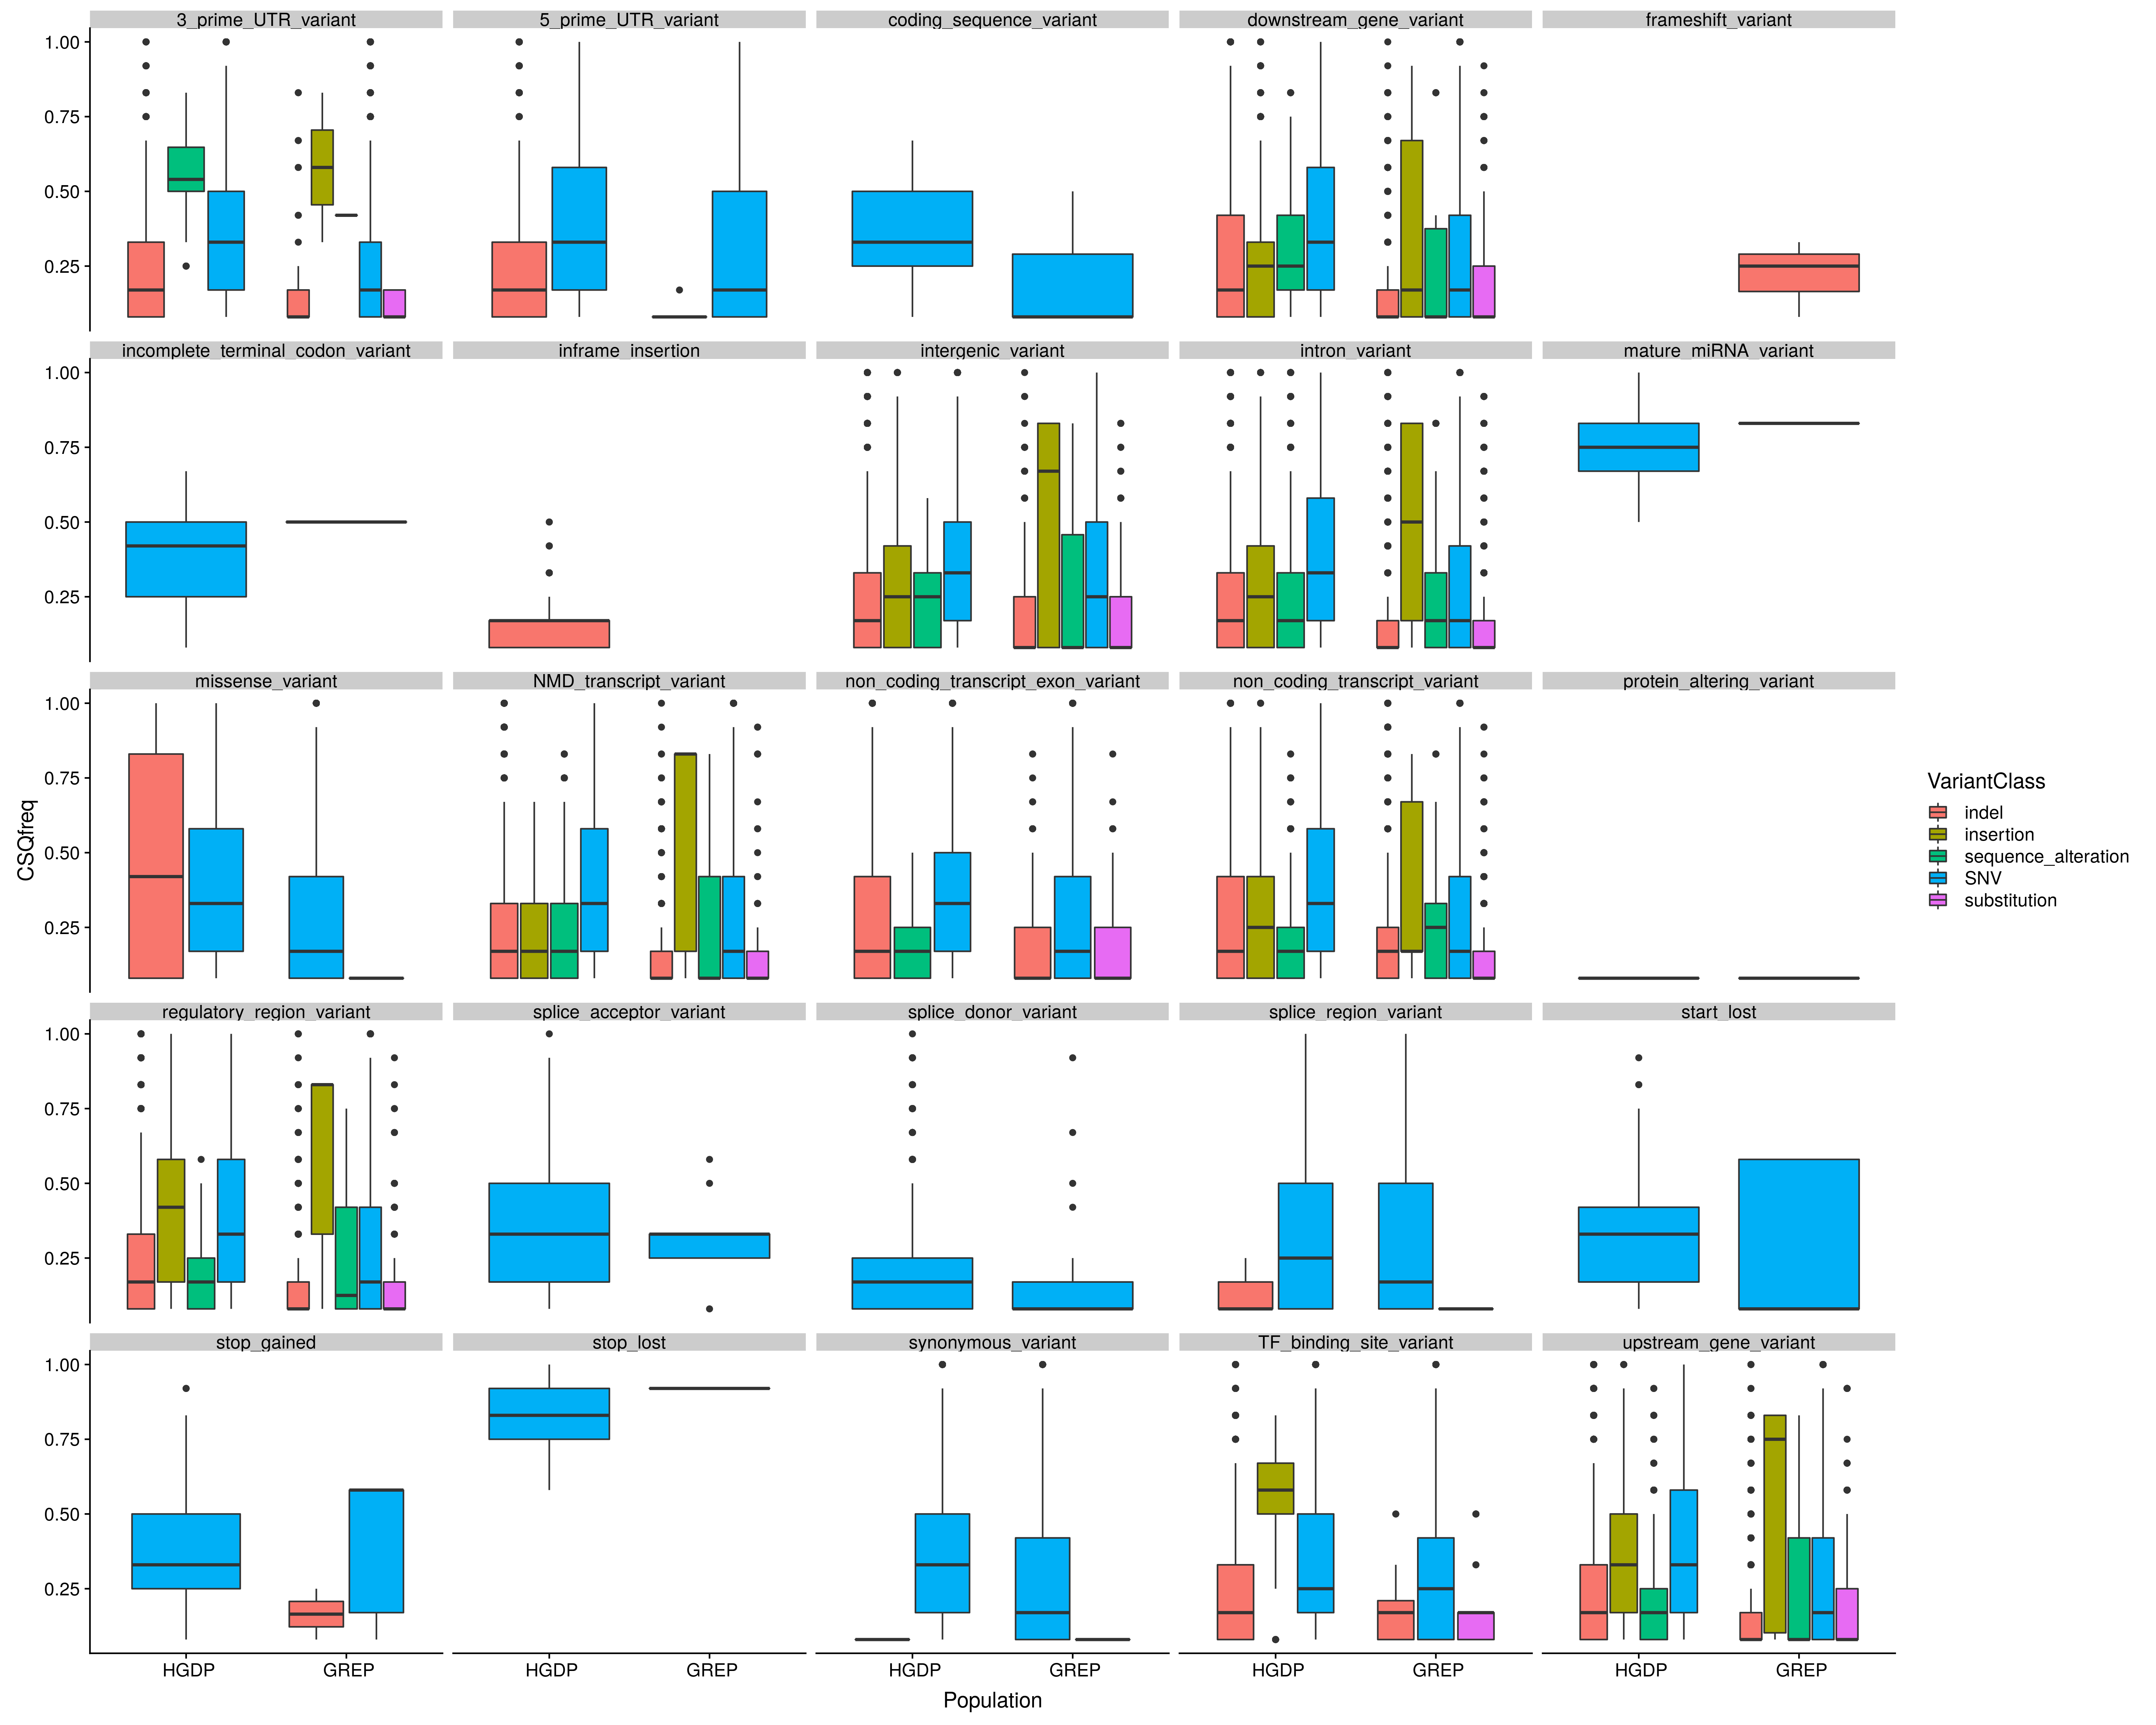 3_prime_UTR_variant 5_prime_UTR_variant coding_sequence_variant downstream_gene_variant frameshift_variant
1.00
0.75
0.50
0.25
incomplete_terminal_codon_variant inframe_insertion intergenic_variant intron_variant mature_miRNA_variant
1.00
0.75
0.50
0.25
missense_variant NMD_transcript_variant non_coding_transcript_exon_variant non_coding_transcript_variant protein_altering_variant
1.00
0.75
0.50
0.25
CSQfreq
regulatory_region_variant splice_acceptor_variant splice_donor_variant splice_region_variant start_lost
1.00
0.75
0.50
0.25
stop_gained stop_lost synonymous_variant TF_binding_site_variant upstream_gene_variant
1.00
0.75
0.50
0.25
HGDP GREP HGDP GREP HGDP GREP HGDP GREP HGDP GREP
Population
VariantClass
indel
insertion
sequence_alteration
SNV
substitution